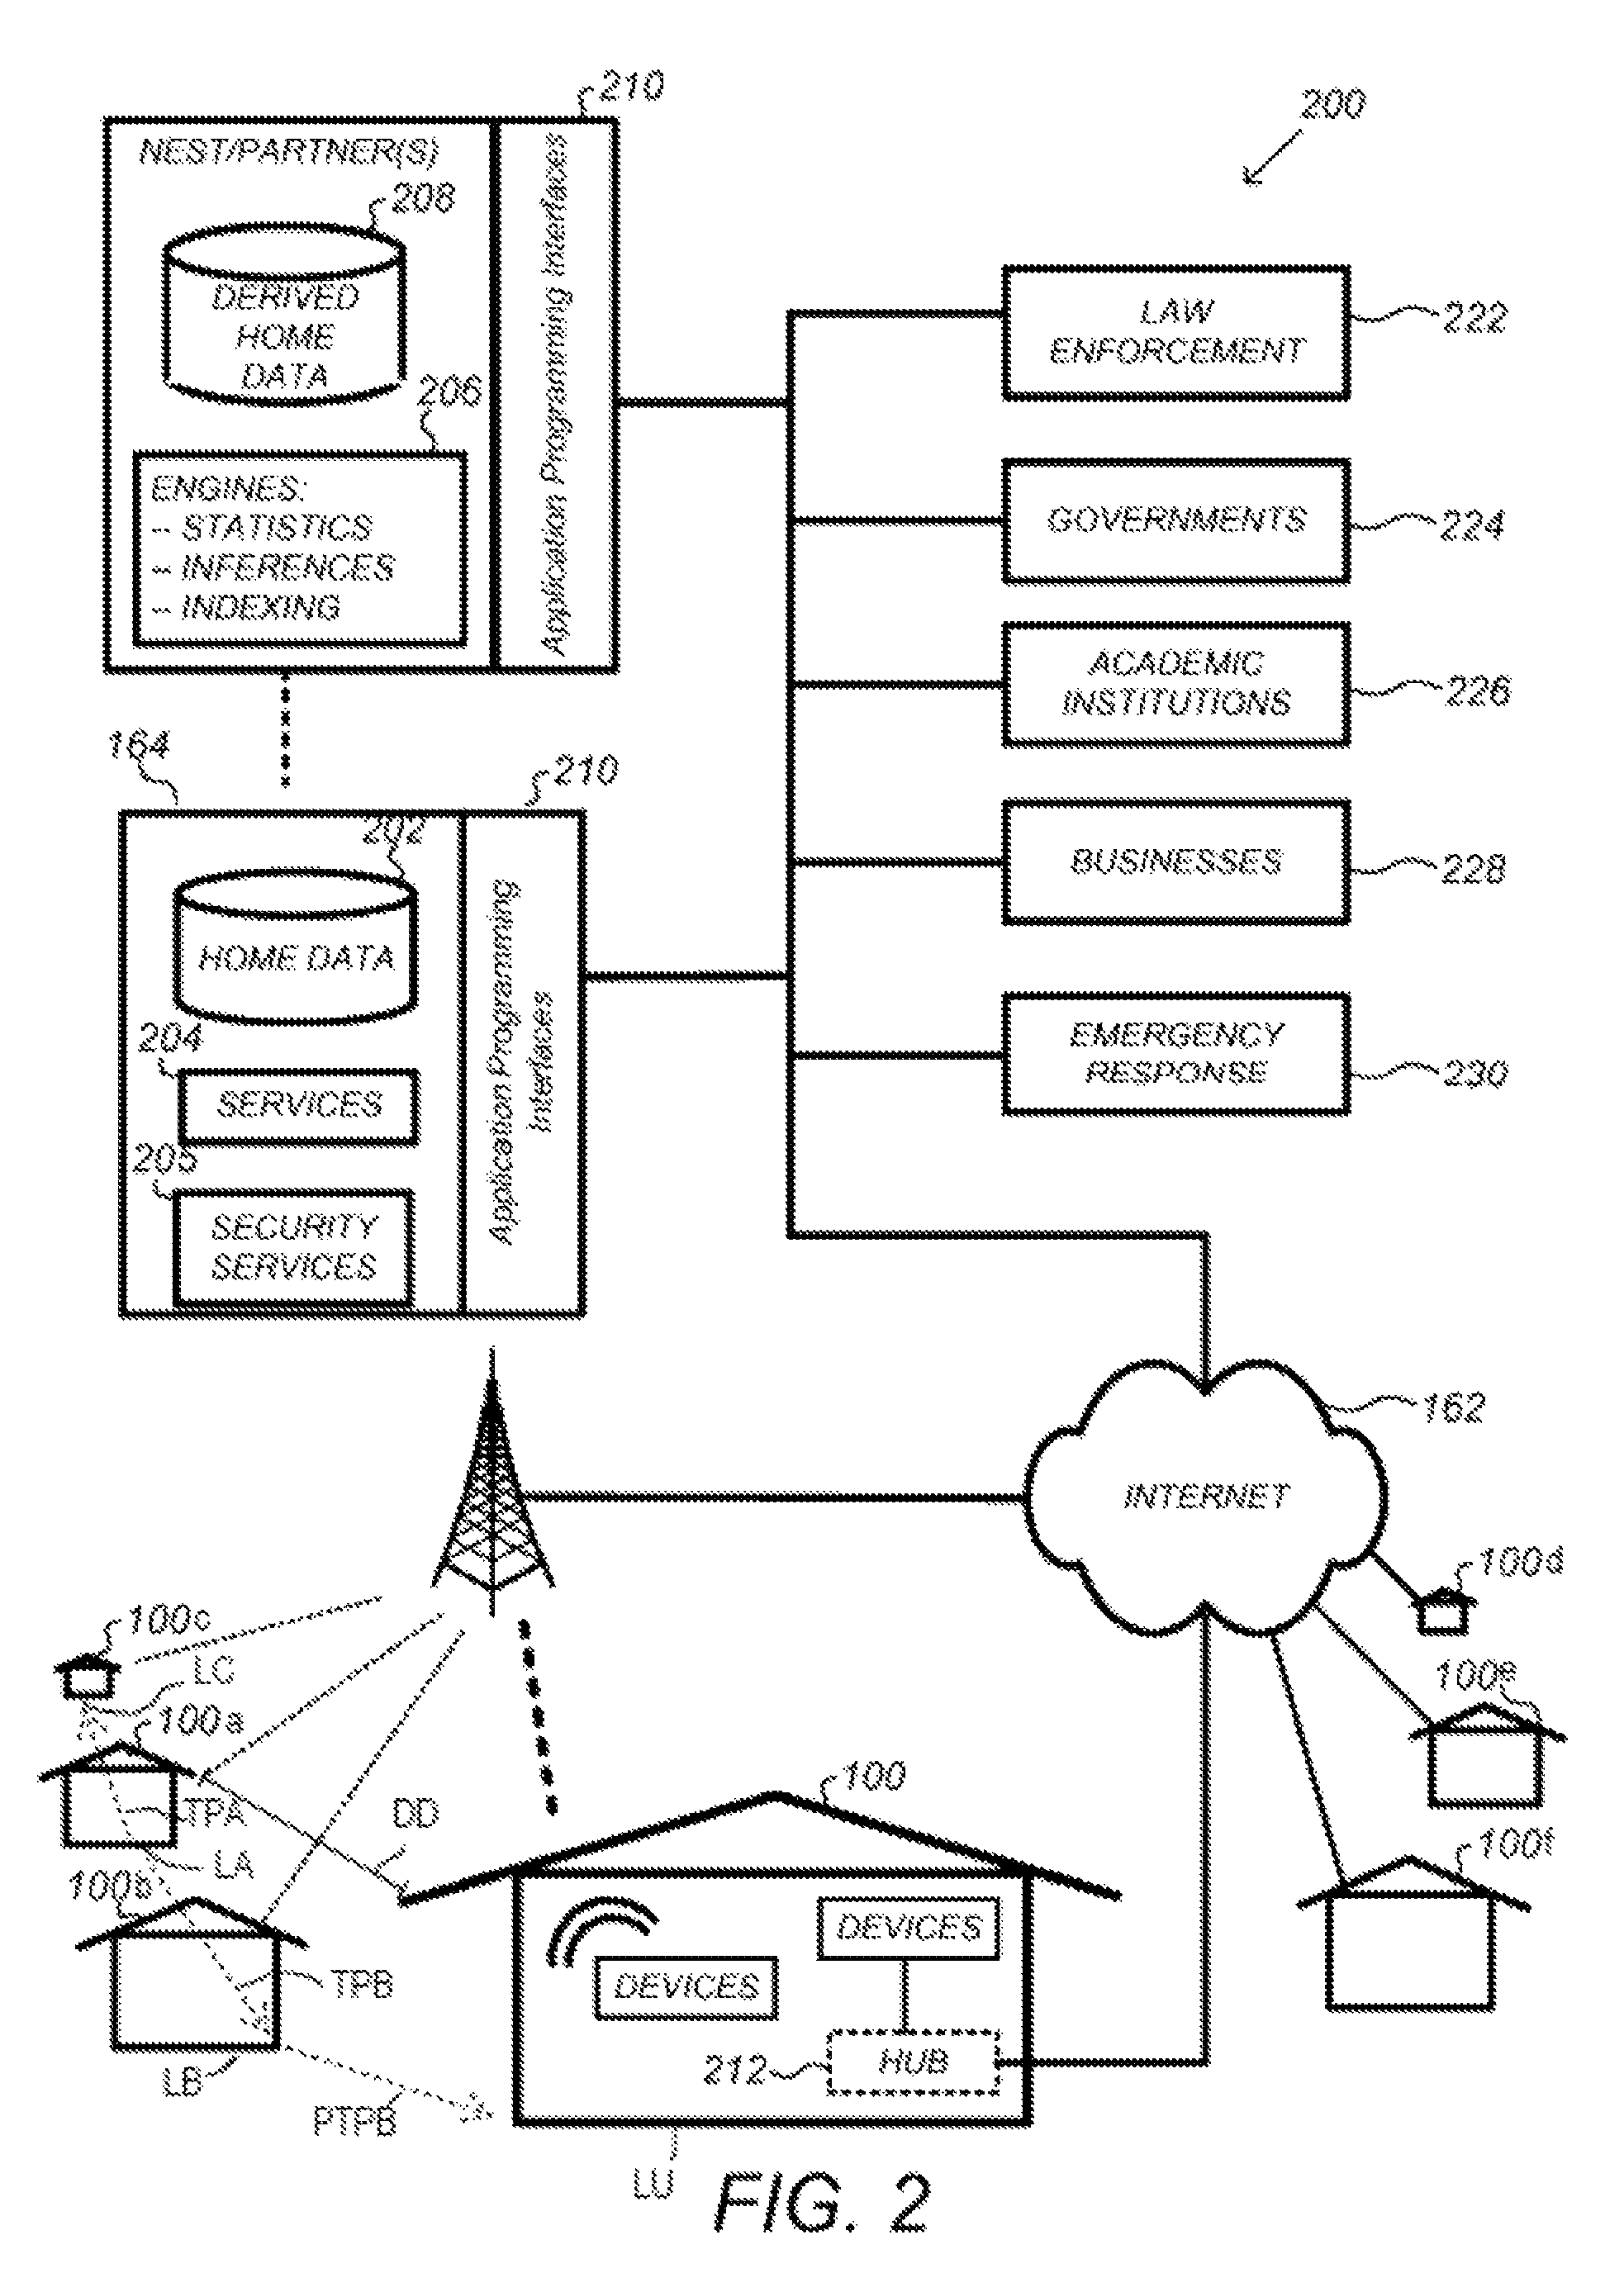 210
200
NEST/PARTNER(S)
208
DERIVED
HOME
DATA
206
ENGINES:
-- STATISTICS
-- INFERENCES
-- INDEXING
Application Programming Interfaces
LAW
ENFORCEMENT
222
GOVERNMENTS
224
ACADEMIC
INSTITUTIONS
226
BUSINESSES
228
EMERGENCY
RESPONSE
230
164
210
202
HOME DATA
204
SERVICES
205
SECURITY
SERVICES
Application Programming
Interfaces
162
INTERNET
100d
100c
LC
100a
100e
TPA
DD
100
LA
100b
100f
DEVICES
DEVICES
TPB
212
HUB
LB
PTPB
LU
FIG. 2